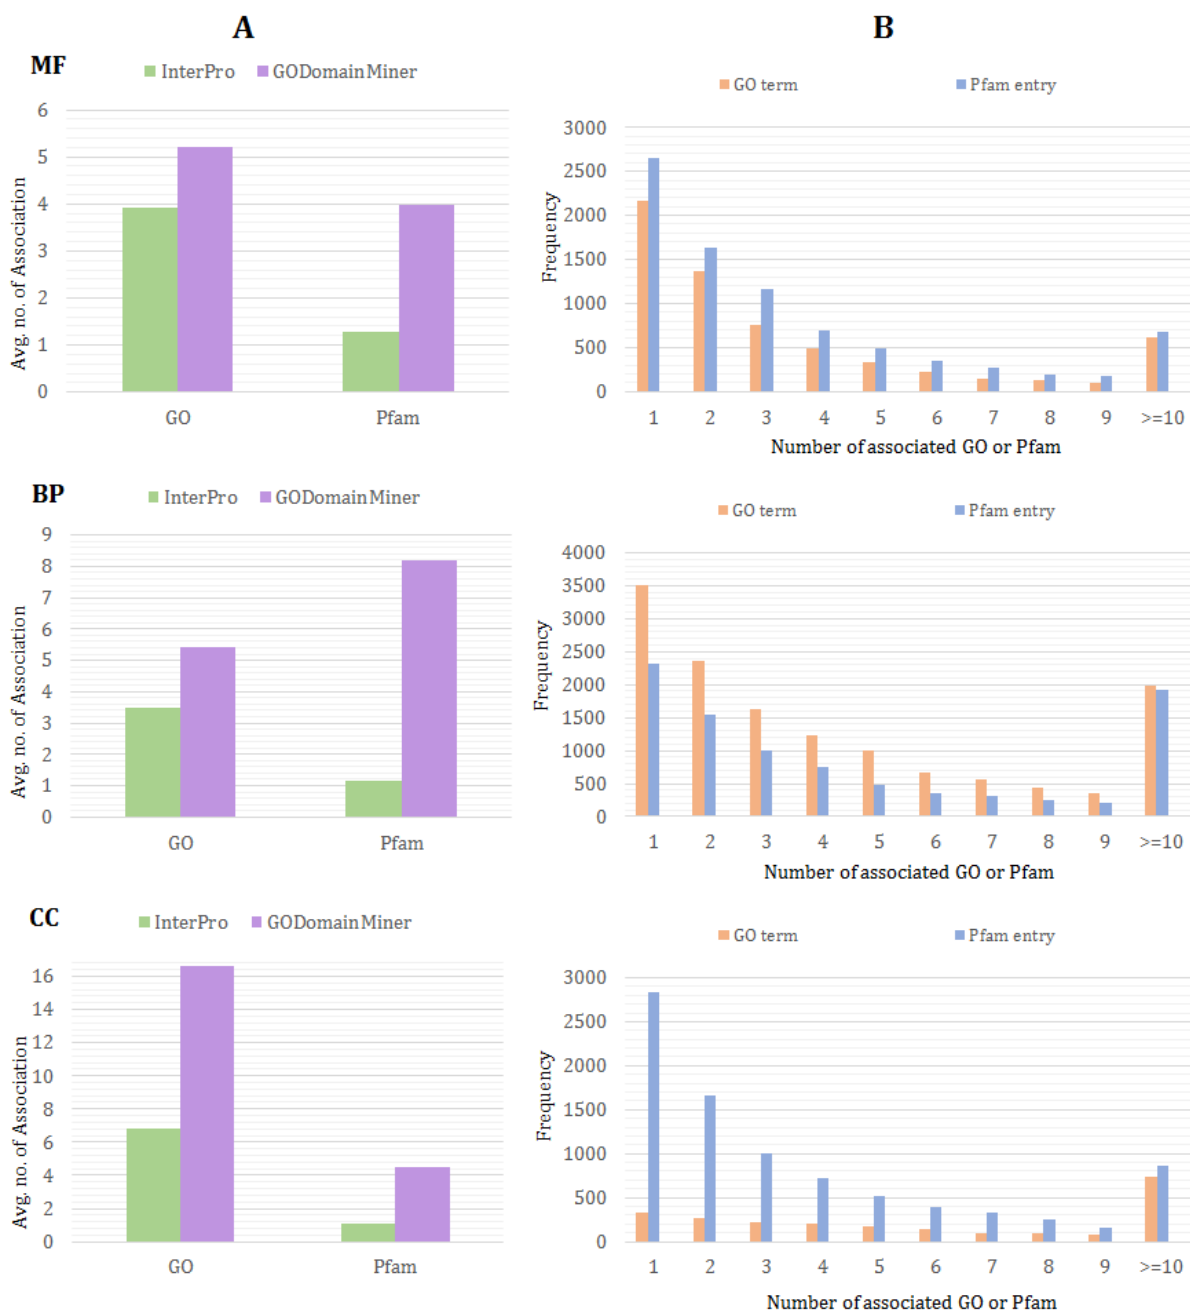 A
B
MF
InterPro GODomainMiner
GO term Pfam entry
Avg. no. of Association
6
5
4
3
2
1
0
GO Pfam
Frequency
3000
2500
2000
1500
1000
500
0
1 2 3 4 5 6 7 8 9 >=10
Number of associated GO or Pfam
BP
InterPro GODomainMiner
GO term Pfam entry
Avg. no. of Association
9
8
7
6
5
4
3
2
1
0
GO Pfam
Frequency
4000
3500
3000
2500
2000
1500
1000
500
0
1 2 3 4 5 6 7 8 9 >=10
Number of associated GO or Pfam
CC
InterPro GODomainMiner
GO term Pfam entry
Avg. no. of Association
16
14
12
10
8
6
4
2
0
GO Pfam
Frequency
3000
2500
2000
1500
1000
500
0
1 2 3 4 5 6 7 8 9 >=10
Number of associated GO or Pfam